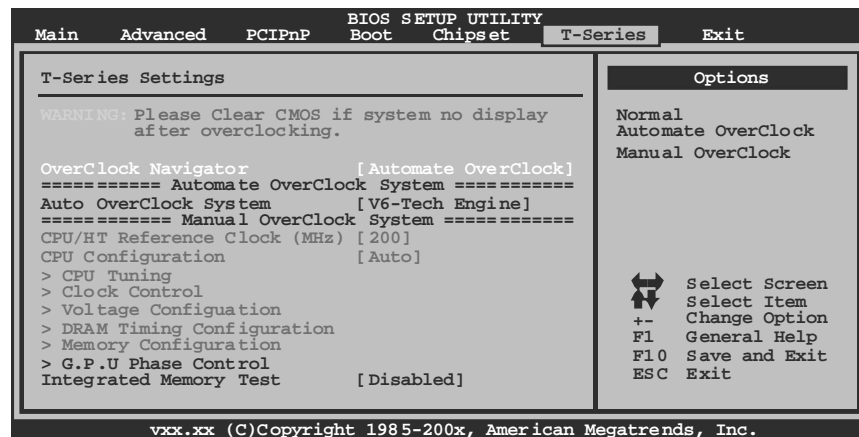 BIOS SETUP UTILITY
Main Advanced PCIPnP Boot Chipset T-Series Exit
T-Series Settings
WARNING: Please Clear CMOS if system no display
after overclocking.
OverClock Navigator [Automate OverClock]
=========== Automate OverClock System ===========
Auto OverClock System [V6-Tech Engine]
============ Manual OverClock System ============
CPU/HT Reference Clock (MHz) [200]
CPU Configuration [Auto]
> CPU Tuning
> Clock Control
> Voltage Configuation
> DRAM Timing Configuration
> Memory Configuration
> G.P.U Phase Control
Integrated Memory Test [Disabled]
Options
Normal
Automate OverClock
Manual OverClock
Select Screen
Select Item
+- Change Option
F1 General Help
F10 Save and Exit
ESC Exit
vxx.xx (C)Copyright 1985-200x, American Megatrends, Inc.